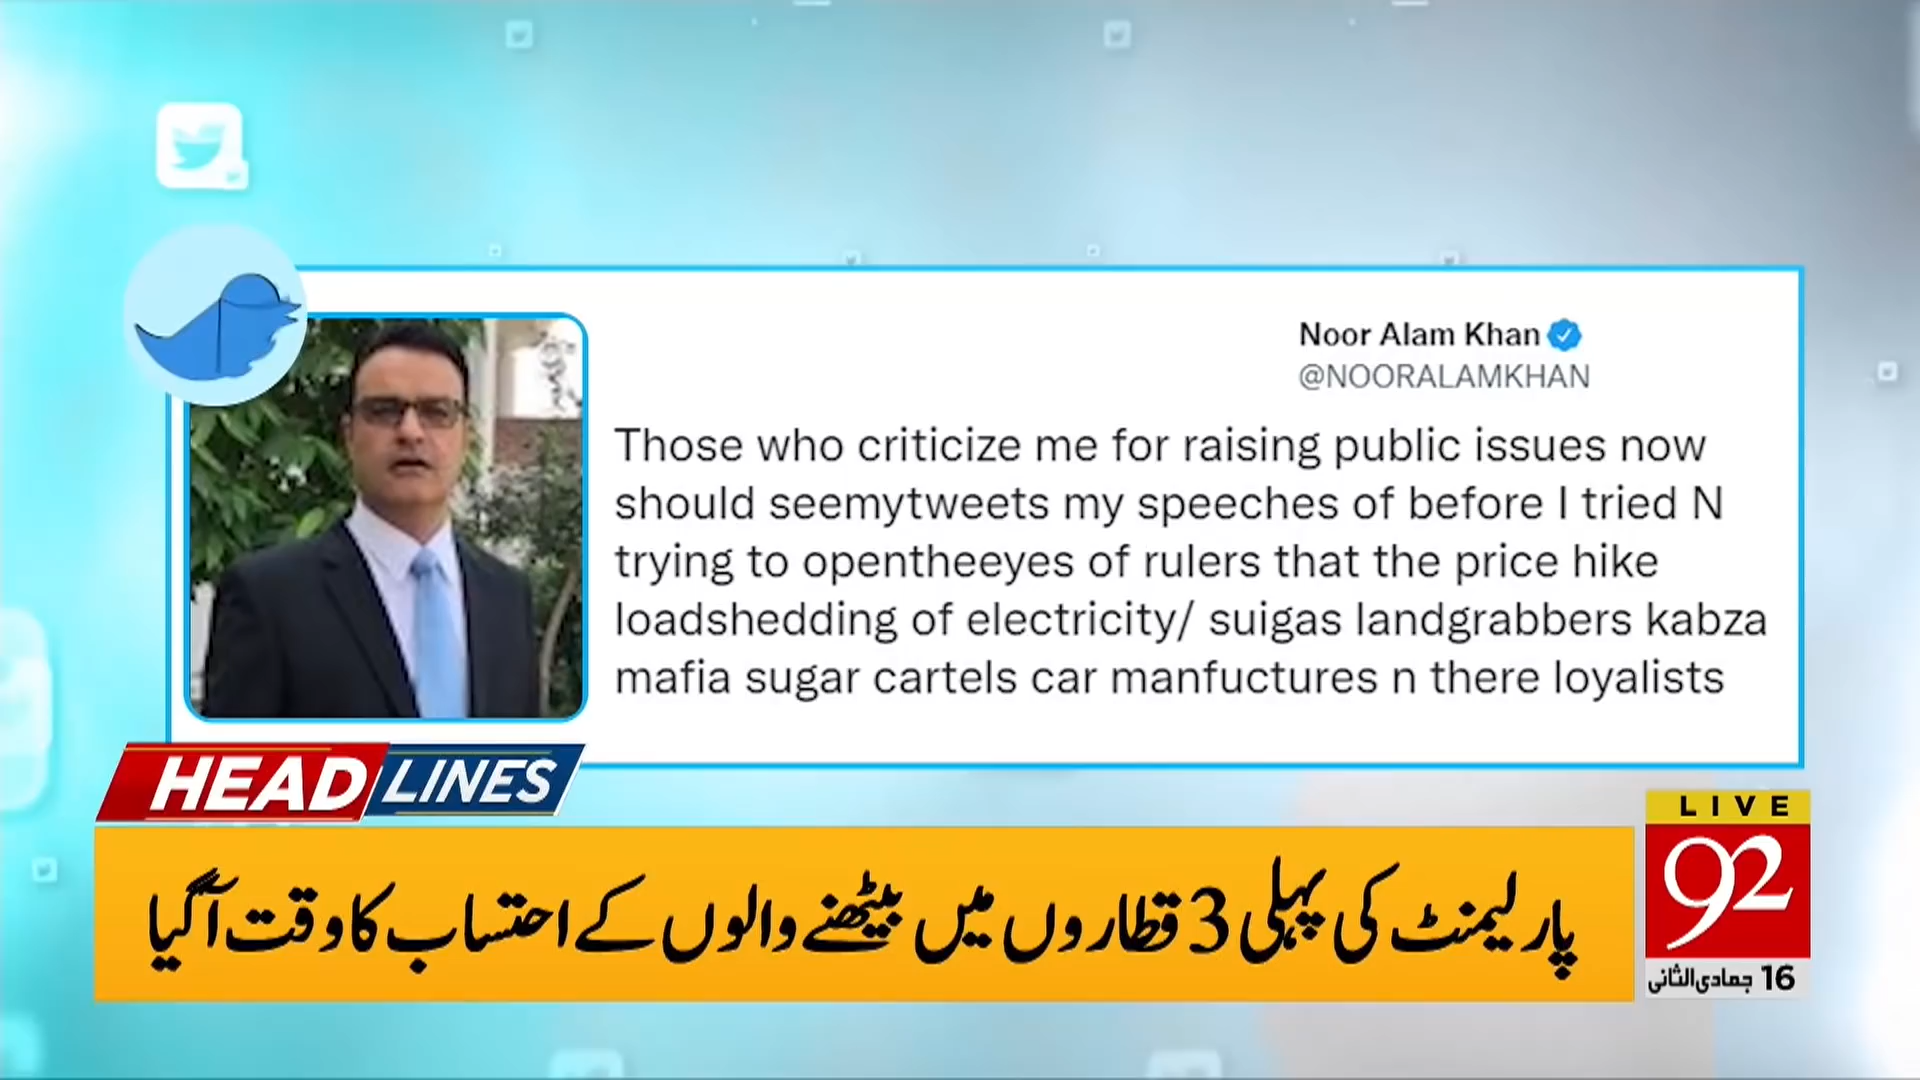 Noor Alam Khan
@NOORALAMKHAN
Those who criticize me for raising public issues now
should seemytweets my speeches of before I tried N
trying to opentheeyes of rulers that the price hike
loadshedding of electricity/ suigas landgrabbers kabza
mafia sugar cartels car manfuctures n there loyalists
HEADLINES
پارلیمنٹ کی پہلی 3 قطاروں میں بیٹھنے والوں کے احتساب کا وقت آگیا
LIVE
92
16 جمادی الثانی